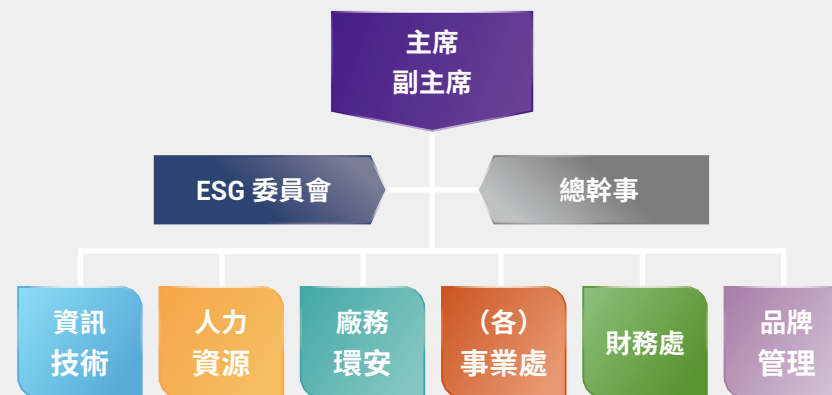 主席
副主席
ESG 委員會
總幹事
資訊
技術
人力
資源
廠務
環安
（各）
事業處
財務處
品牌
管理